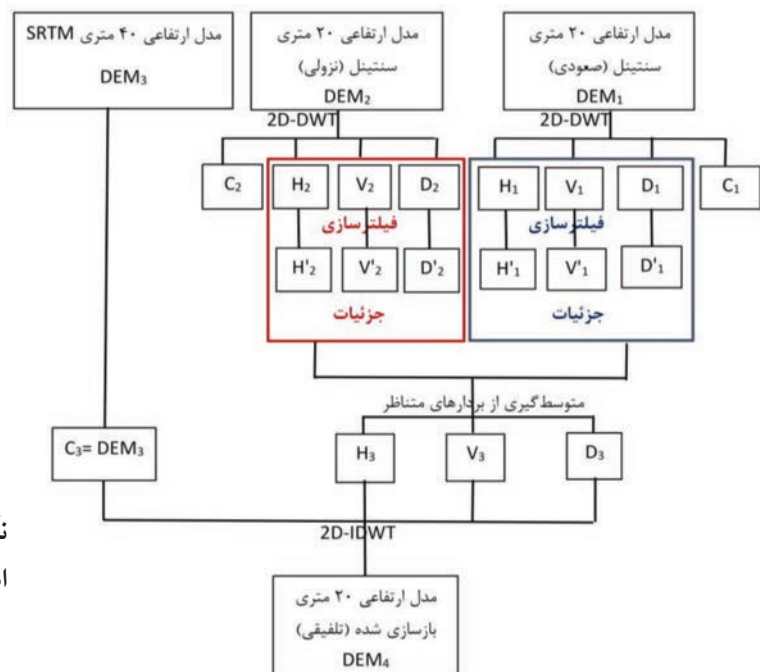 مدل ارتفاعی ۲۰ متری
سنتینل (صعودی)
DEM₁
مدل ارتفاعی ۲۰ متری
سنتینل (نزولی)
DEM₂
مدل ارتفاعی ۴۰ متری SRTM
DEM₃
2D-DWT
2D-DWT
C₂
H₂
V₂
D₂
H₁
V₁
D₁
C₁
فیلترسازی
فیلترسازی
H'₂
V'₂
D'₂
H'₁
V'₁
D'₁
جزئیات
جزئیات
متوسط‌گیری از بردارهای متناظر
C₃= DEM₃
H₃
V₃
D₃
2D-IDWT
مدل ارتفاعی ۲۰ متری
بازسازی شده (تلفیقی)
DEM₄